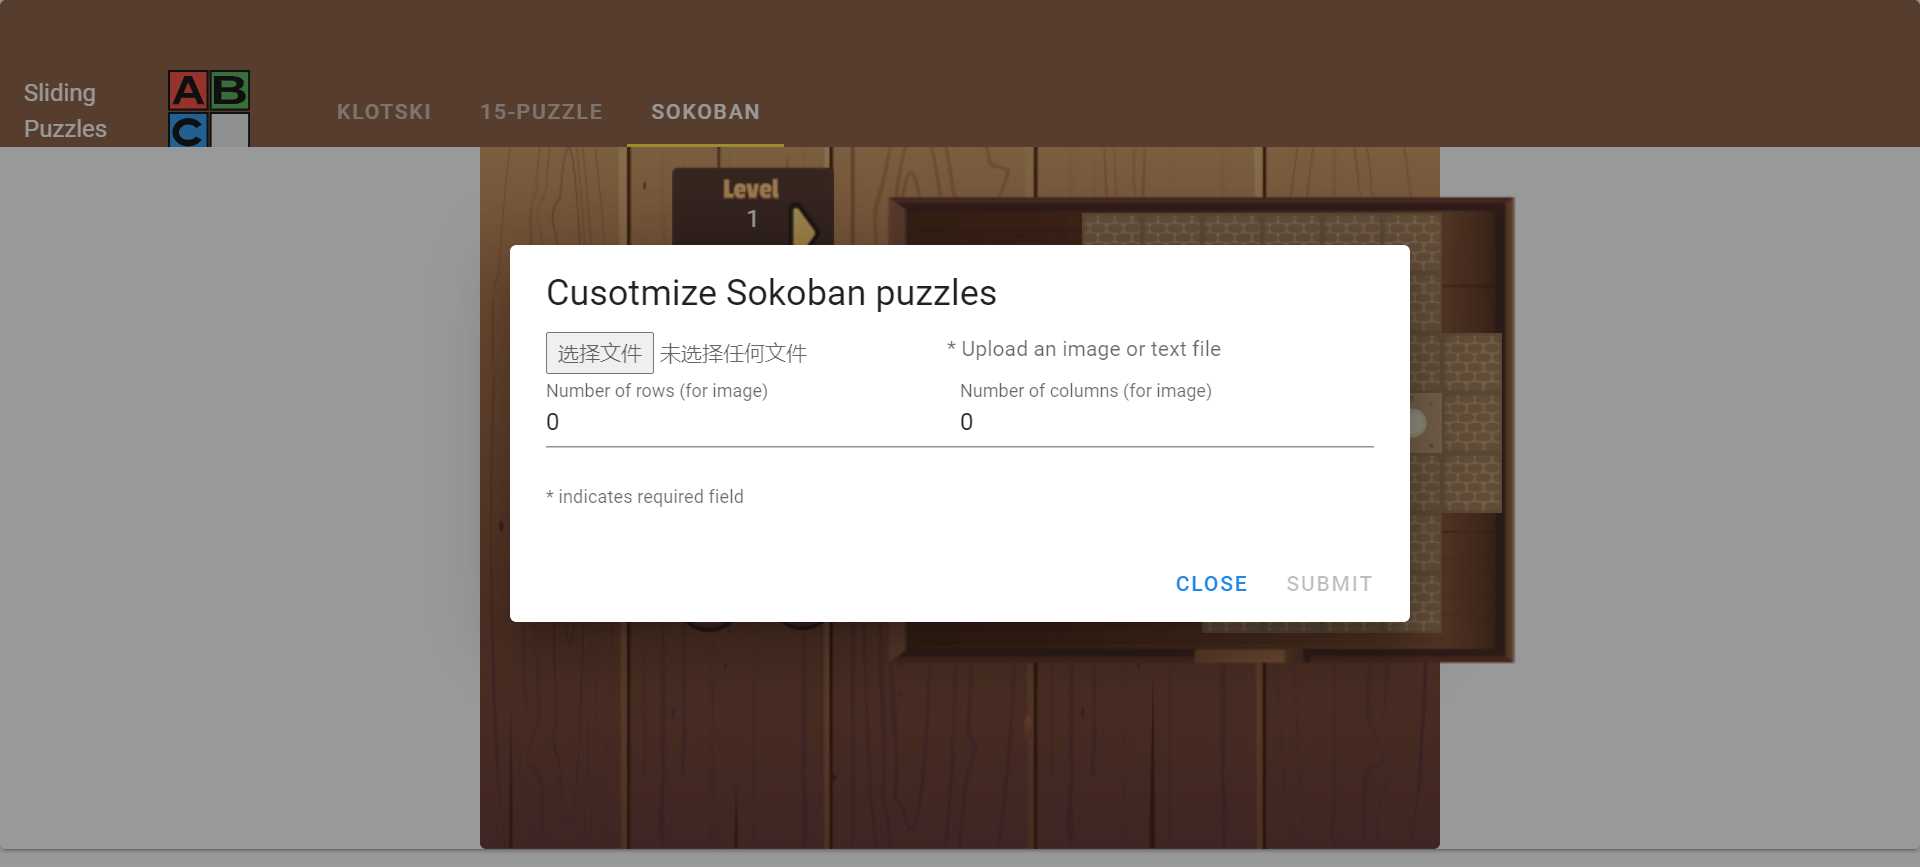 Sliding
Puzzles
A B
C
KLOTSKI 15-PUZZLE SOKOBAN
Level
1
Cusotmize Sokoban puzzles
选择文件 未选择任何文件 * Upload an image or text file
Number of rows (for image) Number of columns (for image)
0 0
* indicates required field
CLOSE SUBMIT